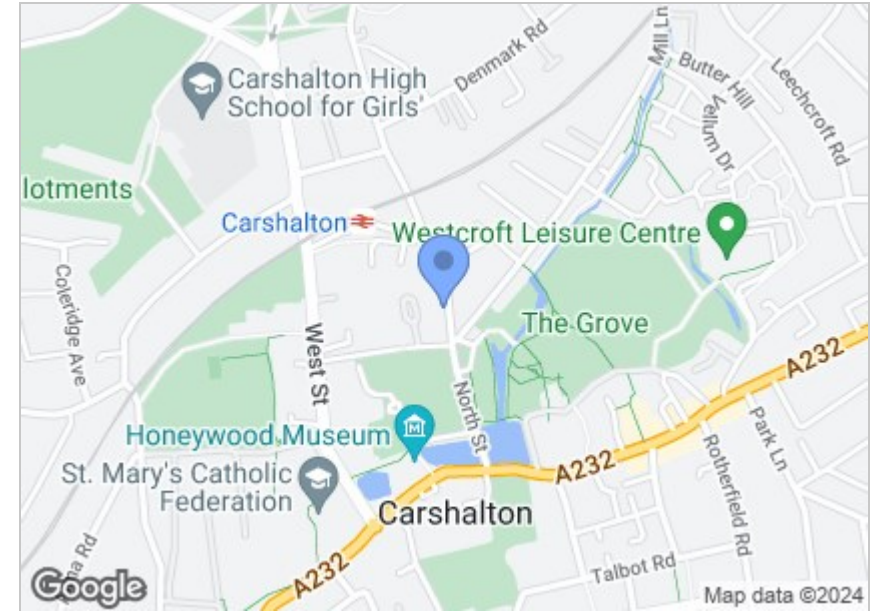 Denmark Rd
Mill Ln
Butter Hill
Leechcroft Rd
Vellum Dr
Carshalton High
School for Girls'
lotments
Carshalton
Westcroft Leisure Centre
Coleridge Ave
West St
The Grove
A232
North St
Honeywood Museum
M
St. Mary's Catholic
Federation
A232
Park Ln
Rotherfield Rd
Carshalton
Talbot Rd
A232
Rd
Google
Map data ©2024